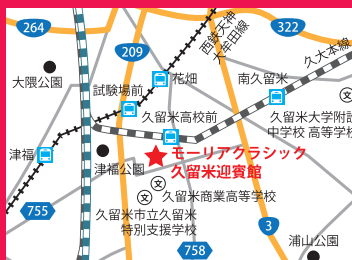 264
322
209
西鉄天神
大牟田線
久大本線
大隈公園
花畑
試験場前
南久留米
久留米高校前
久留米大学附設
中学校 高等学校
文
津福
津福公園
モーリアクラシック
久留米迎賓館
文
久留米商業高等学校
文
755
久留米市立久留米
特別支援学校
3
758
浦山公園